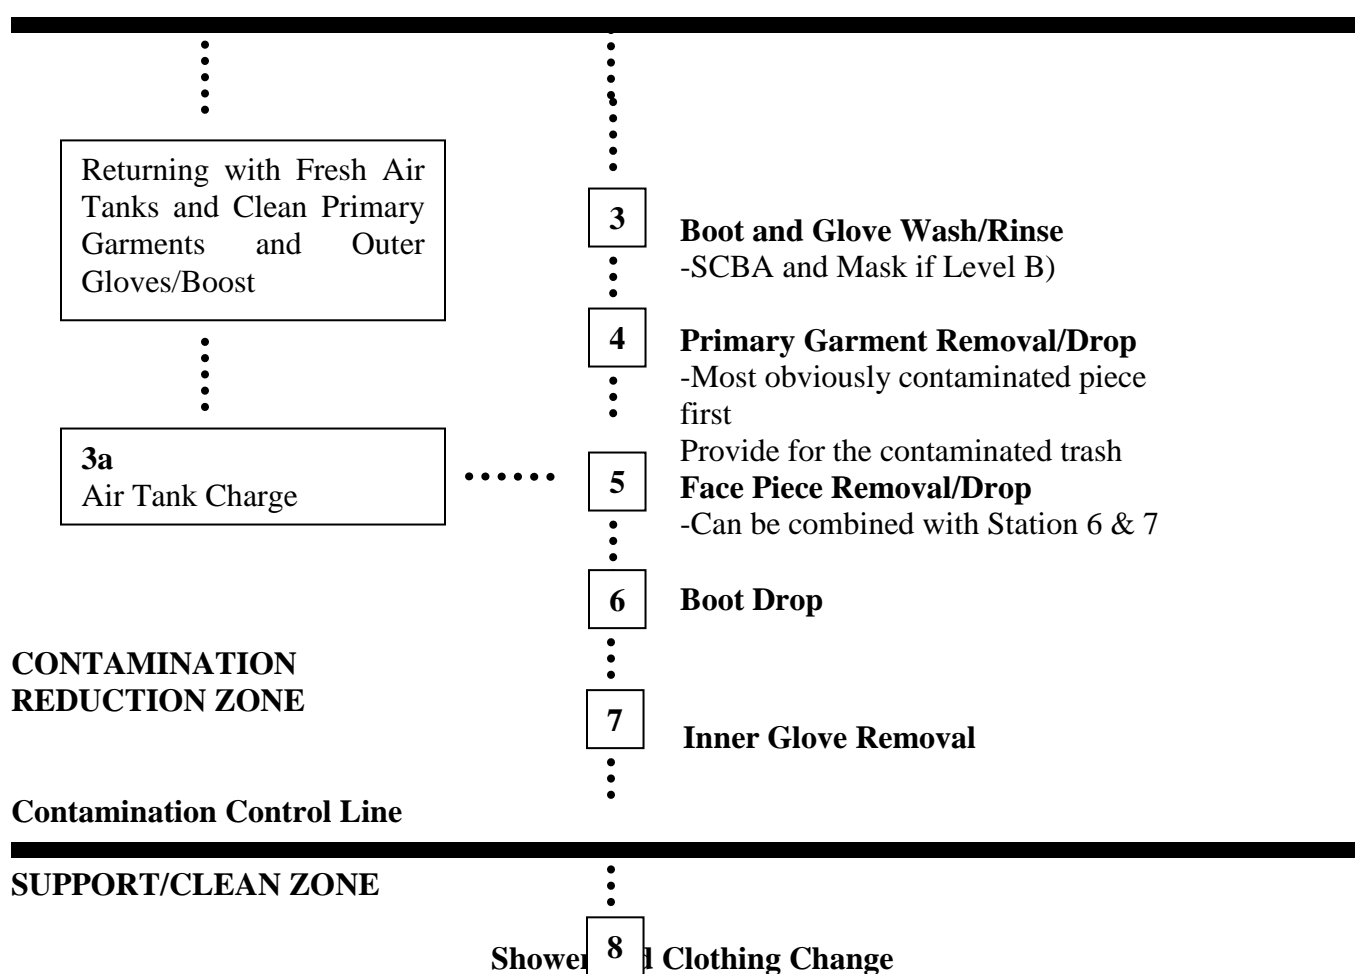 Returning with Fresh Air
Tanks and Clean Primary
Garments and Outer
Gloves/Boost
3
Boot and Glove Wash/Rinse
-SCBA and Mask if Level B)
4
Primary Garment Removal/Drop
-Most obviously contaminated piece
first
Provide for the contaminated trash
3a
Air Tank Charge
5
Face Piece Removal/Drop
-Can be combined with Station 6 & 7
6
Boot Drop
CONTAMINATION
REDUCTION ZONE
7
Inner Glove Removal
Contamination Control Line
SUPPORT/CLEAN ZONE
8
Clothing Change